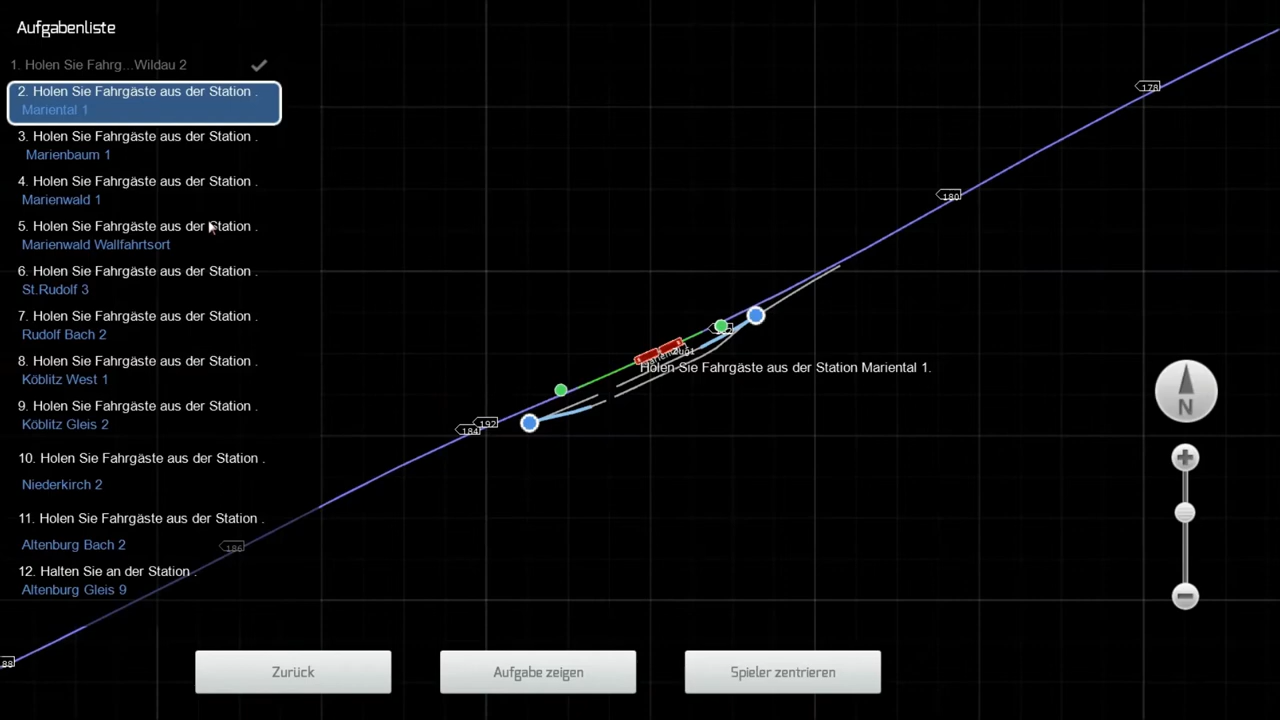 Aufgabenliste
1. Holen Sie Fahrg...Wildau 2
2. Holen Sie Fahrgäste aus der Station .
Mariental 1
3. Holen Sie Fahrgäste aus der Station .
Marienbaum 1
4. Holen Sie Fahrgäste aus der Station .
Marienwald 1
5. Holen Sie Fahrgäste aus der Station .
Marienwald Wallfahrtsort
6. Holen Sie Fahrgäste aus der Station .
St.Rudolf 3
7. Holen Sie Fahrgäste aus der Station .
Rudolf Bach 2
8. Holen Sie Fahrgäste aus der Station .
Köblitz West 1
9. Holen Sie Fahrgäste aus der Station .
Köblitz Gleis 2
10. Holen Sie Fahrgäste aus der Station .
Niederkirch 2
11. Holen Sie Fahrgäste aus der Station .
Altenburg Bach 2
12. Halten Sie an der Station .
Altenburg Gleis 9
178
180
Holen Sie Fahrgäste aus der Station Mariental 1.
192
184
186
88
N
Zurück
Aufgabe zeigen
Spieler zentrieren